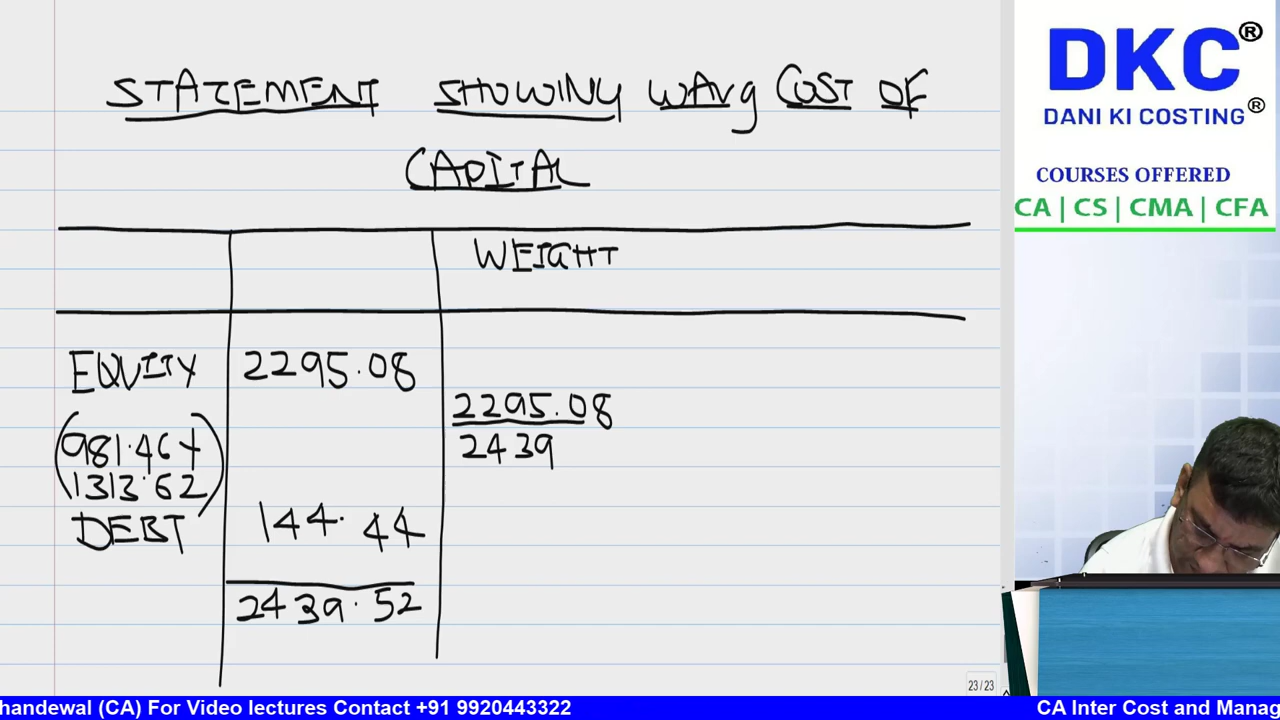 STATEMENT SHOWING WAVg COST OF
CAPITAL
WEIGHT
EQUITY 2295.08
2295.08
(981.46+ 2439
1313.62)
DEBT 144.44
2439.52
23/23
DKC®
DANI KI COSTING®
COURSES OFFERED
CA | CS | CMA | CFA
handewal (CA) For Video lectures Contact +91 9920443322
CA Inter Cost and Manag